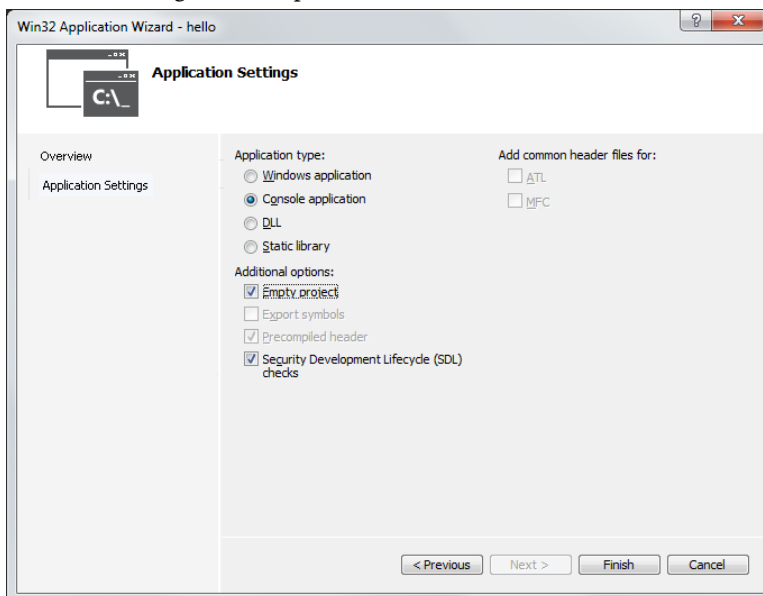 Win32 Application Wizard - hello
C:\_
Application Settings
Overview
Application Settings
Application type:
Windows application
Console application
DLL
Static library
Additional options:
Empty project
Export symbols
Precompiled header
Security Development Lifecycle (SDL)
checks
Add common header files for:
ATL
MFC
< Previous
Next >
Finish
Cancel